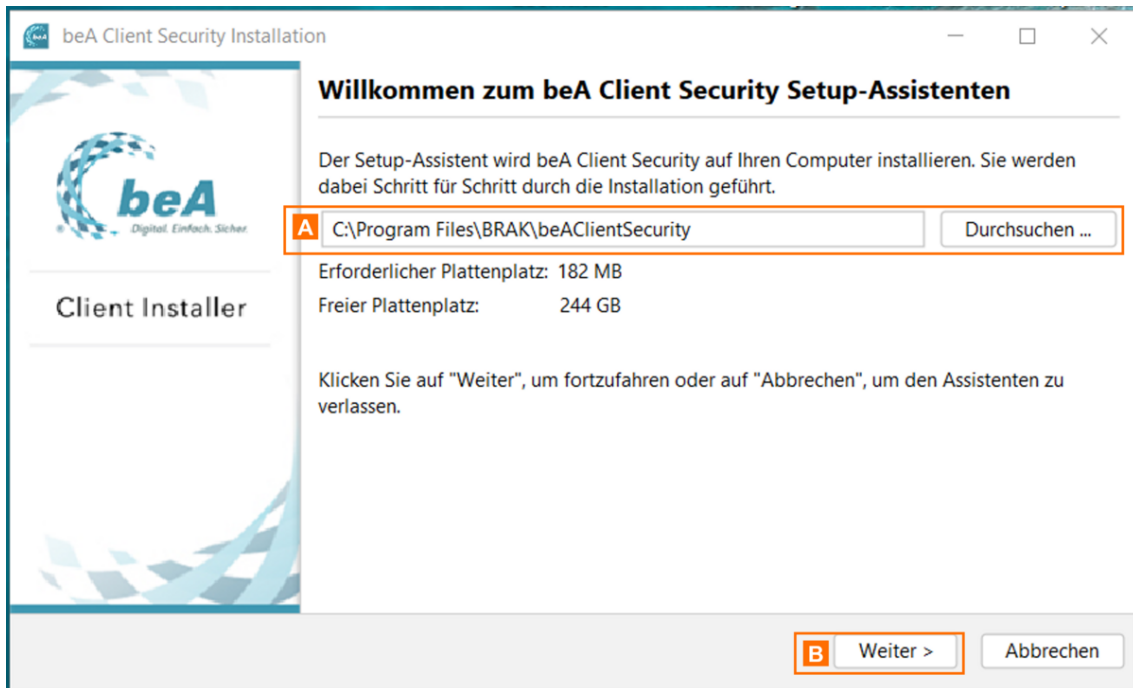 beA Client Security Installation
beA
Digital. Einfach. Sicher.
Client Installer
Willkommen zum beA Client Security Setup-Assistenten
Der Setup-Assistent wird beA Client Security auf Ihren Computer installieren. Sie werden
dabei Schritt für Schritt durch die Installation geführt.
A C:\Program Files\BRAK\beAClientSecurity Durchsuchen ...
Erforderlicher Plattenplatz: 182 MB
Freier Plattenplatz: 244 GB
Klicken Sie auf "Weiter", um fortzufahren oder auf "Abbrechen", um den Assistenten zu
verlassen.
B Weiter > Abbrechen